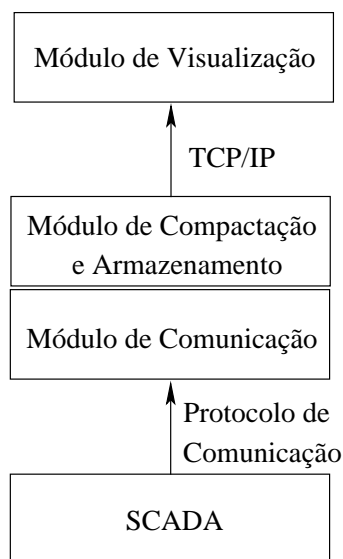 Módulo de Visualização
TCP/IP
Módulo de Compactação
e Armazenamento
Módulo de Comunicação
Protocolo de
Comunicação
SCADA